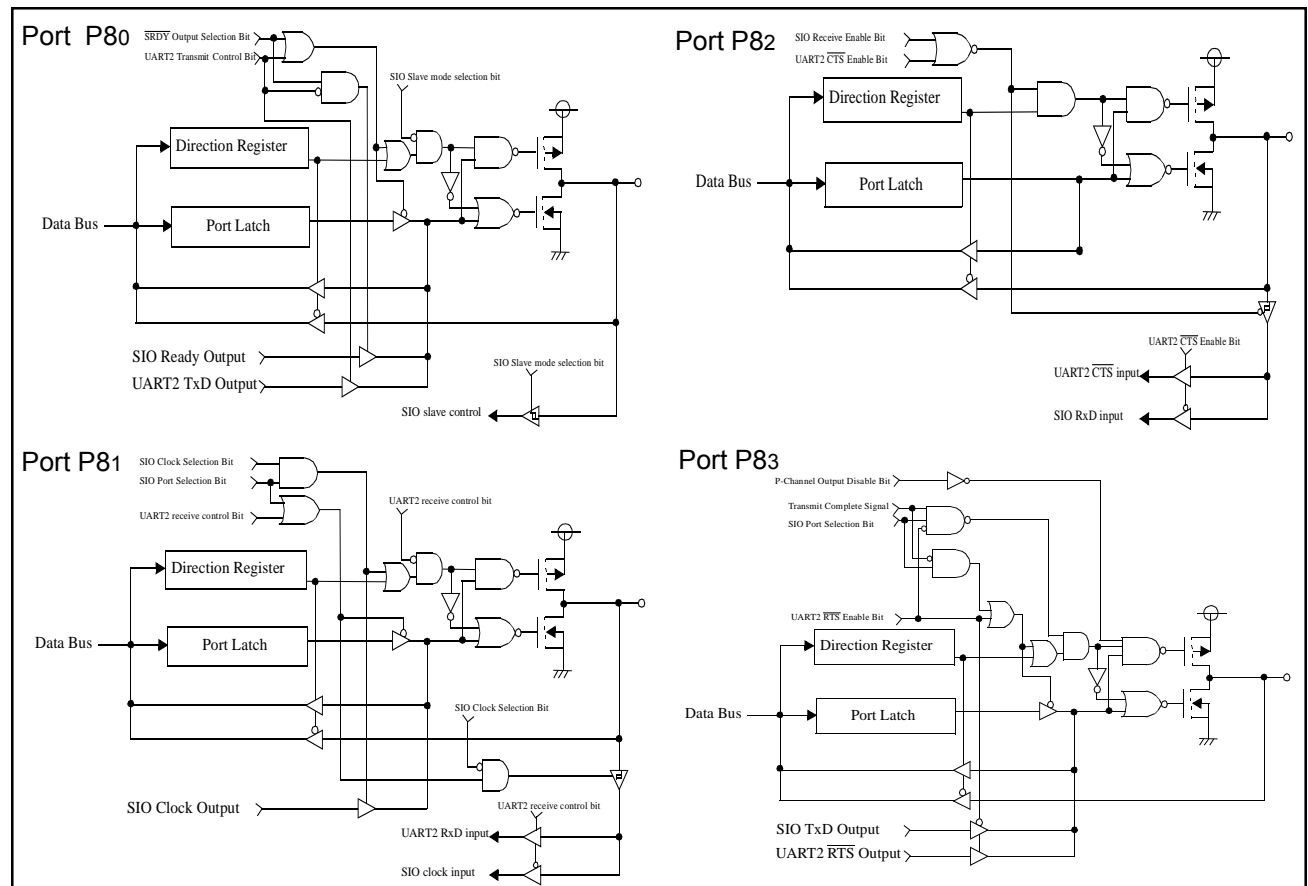 Port P80
SRDY Output Selection Bit
UART2 Transmit Control Bit
SIO Slave mode selection bit
Direction Register
Data Bus
Port Latch
SIO Ready Output
UART2 TxD Output
SIO Slave mode selection bit
SIO slave control
Port P82
SIO Receive Enable Bit
UART2 CTS Enable Bit
Direction Register
Data Bus
Port Latch
UART2 CTS Enable Bit
UART2 CTS input
SIO RxD input
Port P81
SIO Clock Selection Bit
SIO Port Selection Bit
UART2 receive control Bit
UART2 receive control bit
Direction Register
Data Bus
Port Latch
SIO Clock Selection Bit
SIO Clock Output
UART2 receive control bit
UART2 RxD input
SIO clock input
Port P83
P-Channel Output Disable Bit
Transmit Complete Signal
SIO Port Selection Bit
UART2 RTS Enable Bit
Direction Register
Data Bus
Port Latch
SIO TxD Output
UART2 RTS Output